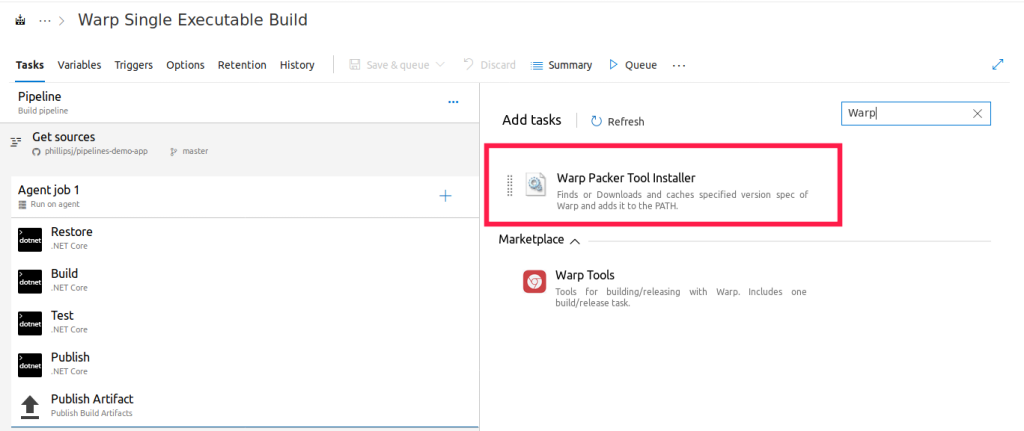 ··· > Warp Single Executable Build
Tasks Variables Triggers Options Retention History Save & queue Discard Summary Queue ···
Pipeline ···
Build pipeline
Get sources
phillipsj/pipelines-demo-app master
Agent job 1 +
Run on agent
>_
dotnet
Restore
.NET Core
>_
dotnet
Build
.NET Core
>_
dotnet
Test
.NET Core
>_
dotnet
Publish
.NET Core
Publish Artifact
Publish Build Artifacts
Add tasks Refresh Warp
Warp Packer Tool Installer
Finds or Downloads and caches specified version spec of
Warp and adds it to the PATH.
Marketplace
Warp Tools
Tools for building/releasing with Warp. Includes one
build/release task.